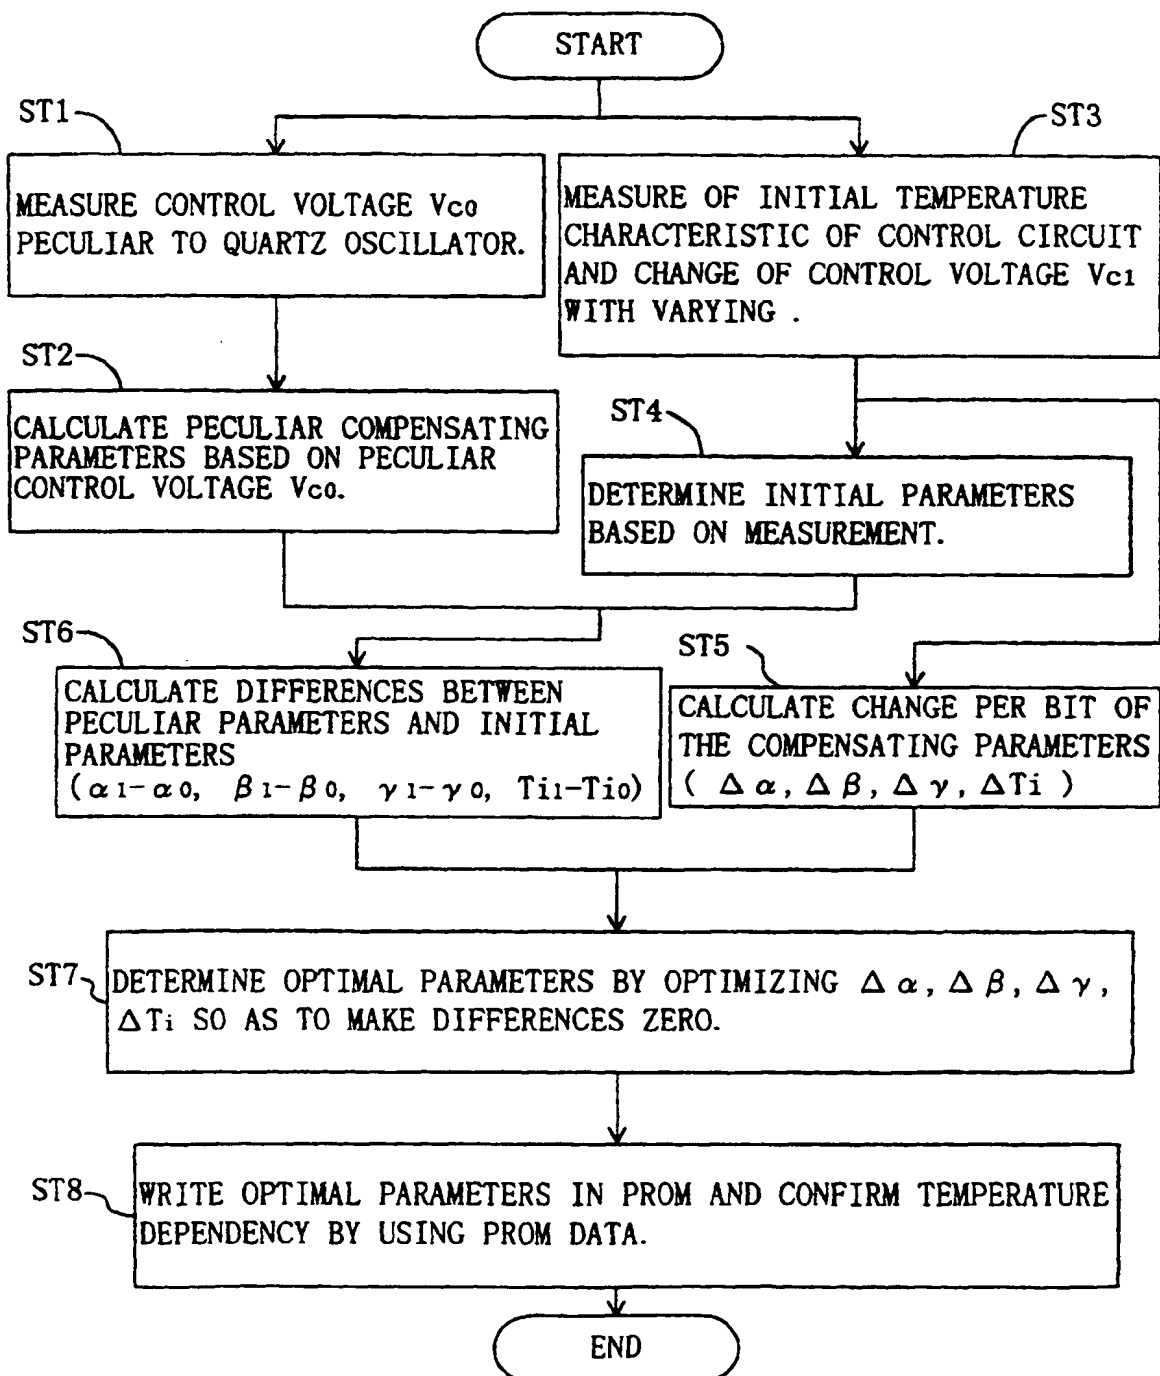 START
ST1
MEASURE CONTROL VOLTAGE Vc0
PECULIAR TO QUARTZ OSCILLATOR.
ST3
MEASURE OF INITIAL TEMPERATURE
CHARACTERISTIC OF CONTROL CIRCUIT
AND CHANGE OF CONTROL VOLTAGE Vc1
WITH VARYING .
ST2
CALCULATE PECULIAR COMPENSATING
PARAMETERS BASED ON PECULIAR
CONTROL VOLTAGE Vc0.
ST4
DETERMINE INITIAL PARAMETERS
BASED ON MEASUREMENT.
ST6
CALCULATE DIFFERENCES BETWEEN
PECULIAR PARAMETERS AND INITIAL
PARAMETERS
(α1-α0, β1-β0, γ1-γ0, Ti1-Ti0)
ST5
CALCULATE CHANGE PER BIT OF
THE COMPENSATING PARAMETERS
( Δα, Δβ, Δγ, ΔTi )
ST7
DETERMINE OPTIMAL PARAMETERS BY OPTIMIZING Δα, Δβ, Δγ,
ΔTi SO AS TO MAKE DIFFERENCES ZERO.
ST8
WRITE OPTIMAL PARAMETERS IN PROM AND CONFIRM TEMPERATURE
DEPENDENCY BY USING PROM DATA.
END